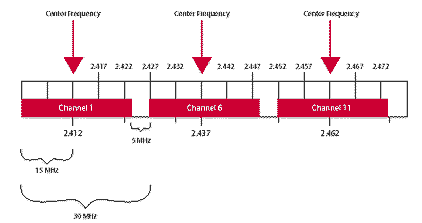 Center Frequency Center Frequency Center Frequency
2.417 2.422 2.427 2.432 2.442 2.447 2.452 2.457 2.467 2.472
Channel 1 Channel 6 Channel 11
2.412 5 MHz 2.437 2.462
15 MHz
30 MHz